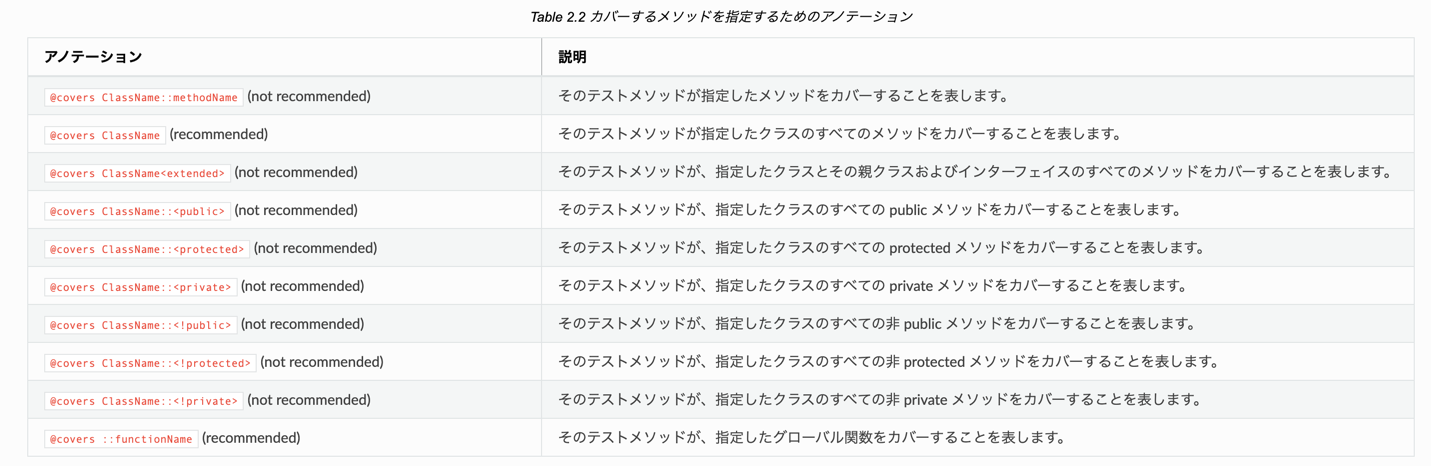 Table 2.2 カバーするメソッドを指定するためのアノテーション
アノテーション 説明
@covers ClassName::methodName (not recommended) そのテストメソッドが指定したメソッドをカバーすることを表します。
@covers ClassName (recommended) そのテストメソッドが指定したクラスのすべてのメソッドをカバーすることを表します。
@covers ClassName<extended> (not recommended) そのテストメソッドが、指定したクラスとその親クラスおよびインターフェイスのすべてのメソッドをカバーすることを表します。
@covers ClassName::<public> (not recommended) そのテストメソッドが、指定したクラスのすべての public メソッドをカバーすることを表します。
@covers ClassName::<protected> (not recommended) そのテストメソッドが、指定したクラスのすべての protected メソッドをカバーすることを表します。
@covers ClassName::<private> (not recommended) そのテストメソッドが、指定したクラスのすべての private メソッドをカバーすることを表します。
@covers ClassName::<!public> (not recommended) そのテストメソッドが、指定したクラスのすべての非 public メソッドをカバーすることを表します。
@covers ClassName::<!protected> (not recommended) そのテストメソッドが、指定したクラスのすべての非 protected メソッドをカバーすることを表します。
@covers ClassName::<!private> (not recommended) そのテストメソッドが、指定したクラスのすべての非 private メソッドをカバーすることを表します。
@covers ::functionName (recommended) そのテストメソッドが、指定したグローバル関数をカバーすることを表します。